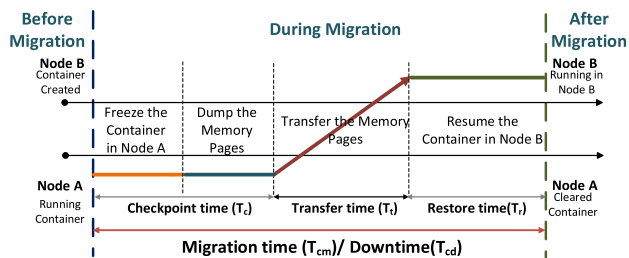 Before
Migration
During Migration
After
Migration
Node B
Container
Created
Node B
Running in
Node B
Freeze the
Container
in Node A
Dump the
Memory
Pages
Transfer the Memory
Pages
Resume the
Container in Node B
Node A
Running
Container
Node A
Cleared
Container
Checkpoint time (Tc)
Transfer time (Tt)
Restore time(Tr)
Migration time (Tcm)/ Downtime(Tcd)